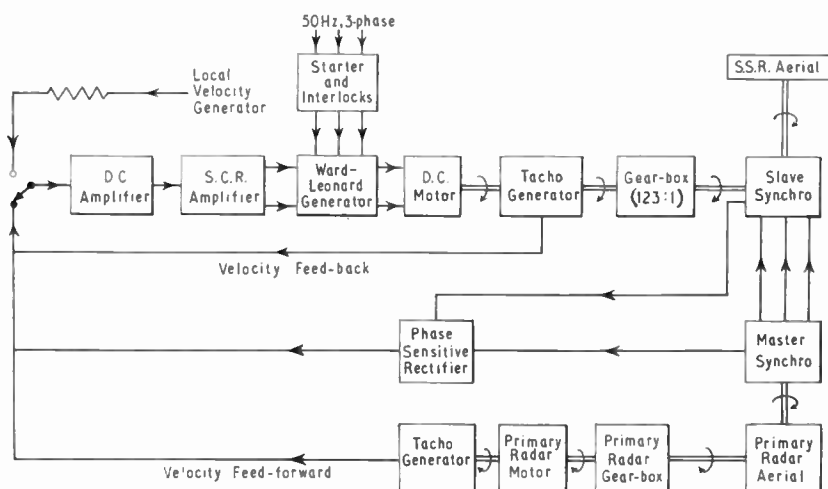 50Hz, 3-phase
Starter
and
Interlocks
Local
Velocity
Generator
S.S.R. Aerial
D C
Amplifier
S.C.R.
Amplifier
Ward-
Leonard
Generator
D.C.
Motor
Tacho
Generator
Gear-box
(123:1)
Slave
Synchro
Velocity Feed-back
Phase
Sensitive
Rectifier
Master
Synchro
Tacho
Generator
Primary
Radar
Motor
Primary
Radar
Gear-box
Primary
Radar
Aerial
Velocity Feed-forward